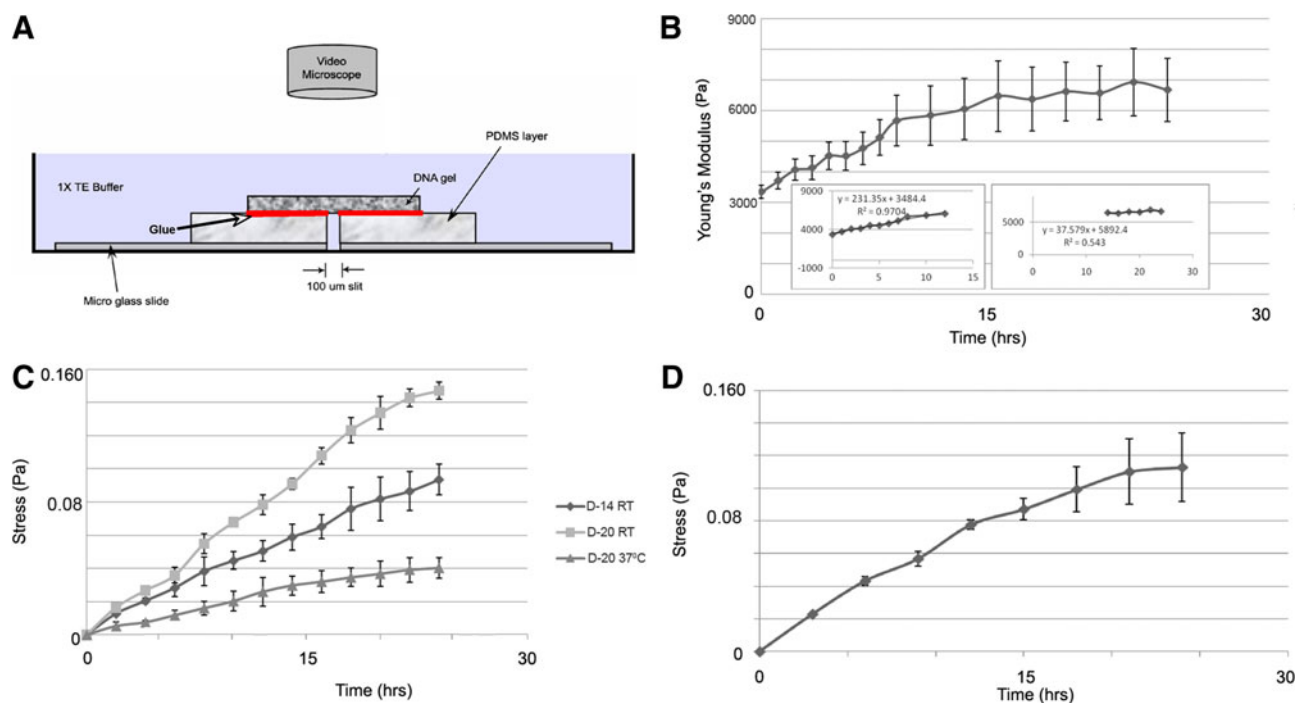 A
Video
Microscope
PDMS layer
1X TE Buffer
DNA gel
Glue
Micro glass slide
100 um slit
B
Young's Modulus (Pa)
9000
6000
3000
0
0
15
30
Time (hrs)
9000
4000
-1000
y = 231.35x + 3484.4
R² = 0.9704
0
5
10
15
5000
0
y = 37.579x + 5892.4
R² = 0.543
0
10
20
30
C
Stress (Pa)
0.160
0.08
0
0
15
30
Time (hrs)
D-14 RT
D-20 RT
D-20 37⁰C
D
Stress (Pa)
0.160
0.08
0
0
15
30
Time (hrs)